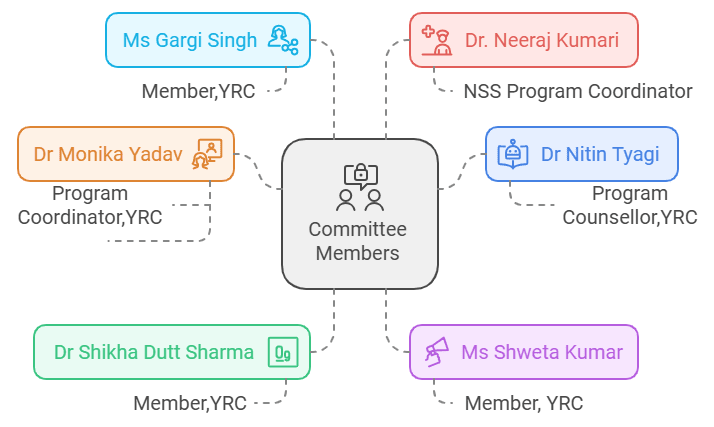 Ms Gargi Singh
Member,YRC
Dr. Neeraj Kumari
NSS Program Coordinator
Dr Monika Yadav
Program
Coordinator,YRC
Dr Nitin Tyagi
Program
Counsellor,YRC
Committee
Members
Dr Shikha Dutt Sharma
Member,YRC
Ms Shweta Kumar
Member, YRC